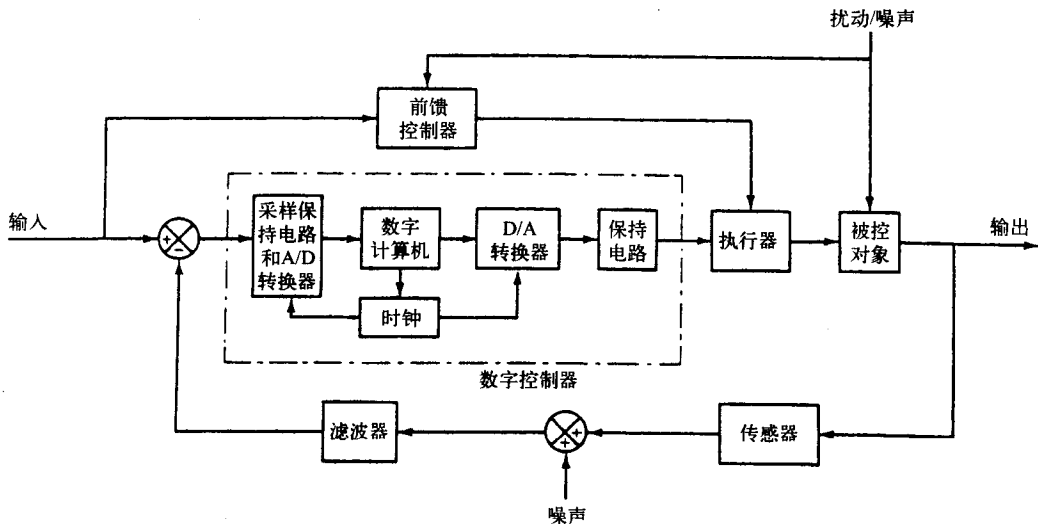 扰动/噪声
前馈
控制器
输入
+
−
采样保
持电路
和A/D
转换器
数字
计算机
D/A
转换器
保持
电路
执行器
被控
对象
输出
时钟
数字控制器
滤波器
+
+
传感器
噪声